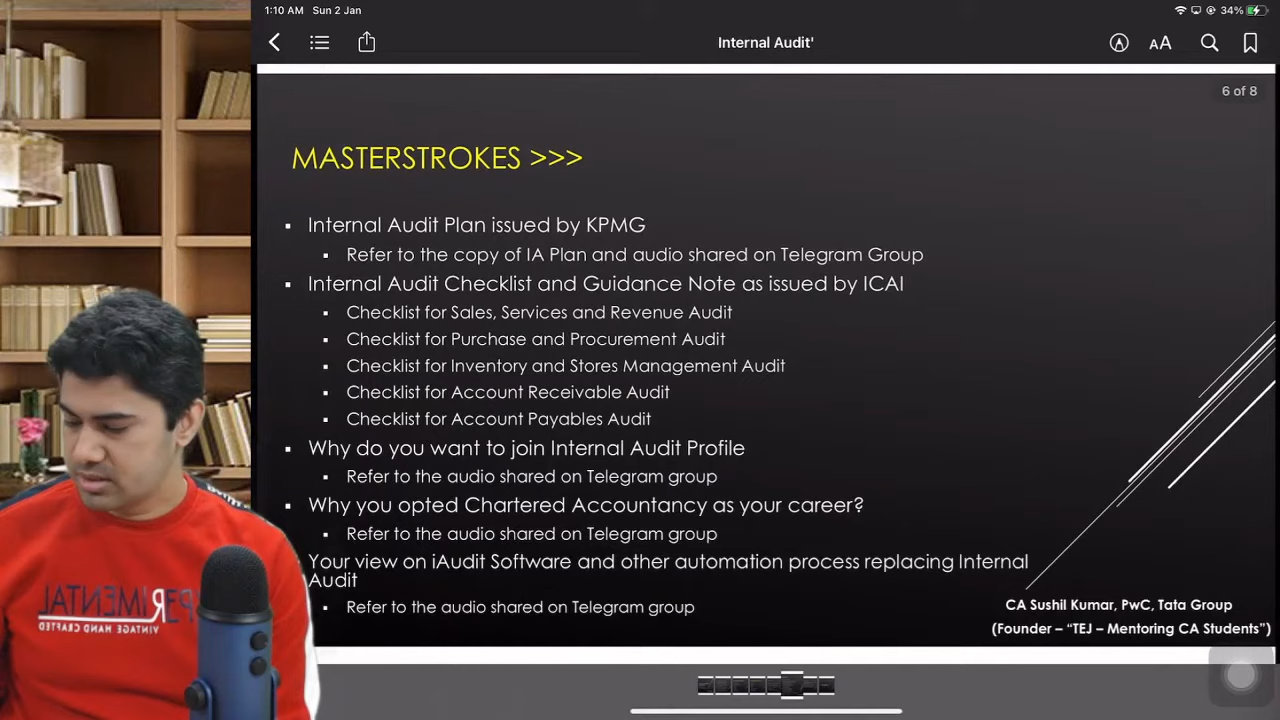 1:10 AM Sun 2 Jan
34%
Internal Audit'
AA
6 of 8
MASTERSTROKES >>>
▪ Internal Audit Plan issued by KPMG
▪ Refer to the copy of IA Plan and audio shared on Telegram Group
▪ Internal Audit Checklist and Guidance Note as issued by ICAI
▪ Checklist for Sales, Services and Revenue Audit
▪ Checklist for Purchase and Procurement Audit
▪ Checklist for Inventory and Stores Management Audit
▪ Checklist for Account Receivable Audit
▪ Checklist for Account Payables Audit
▪ Why do you want to join Internal Audit Profile
▪ Refer to the audio shared on Telegram group
▪ Why you opted Chartered Accountancy as your career?
▪ Refer to the audio shared on Telegram group
Your view on iAudit Software and other automation process replacing Internal
Audit
▪ Refer to the audio shared on Telegram group
CA Sushil Kumar, PwC, Tata Group
(Founder – “TEJ – Mentoring CA Students”)
PERIMENTAL
VINTAGE HAND CRAFTED